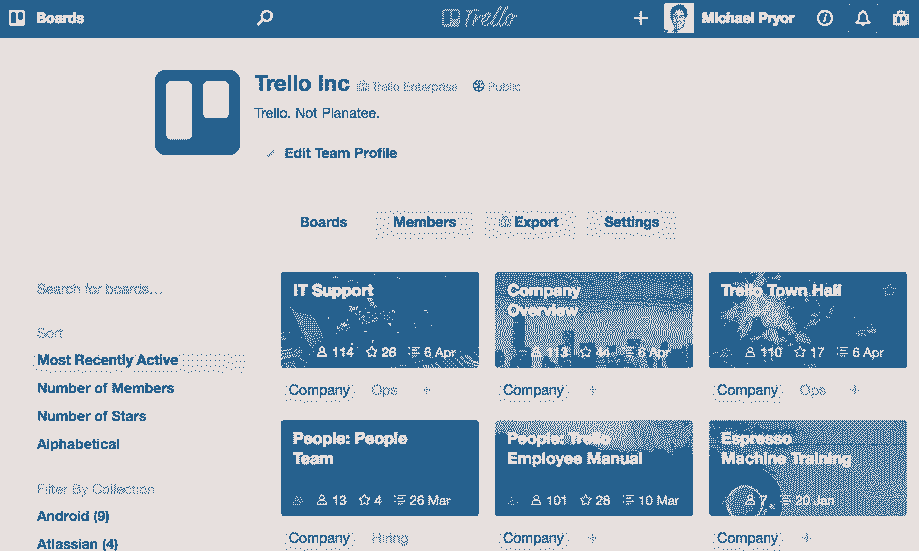 Boards
Trello
Michael Pryor
Trello Inc Trello Enterprise Public
Trello. Not Planatee.
Edit Team Profile
Boards Members Export Settings
Search for boards...
Sort
Most Recently Active
Number of Members
Number of Stars
Alphabetical
Filter By Collection
Android (9)
Atlassian (4)
IT Support
114 26 6 Apr
Company Ops +
Company
Overview
113 44 6 Apr
Company +
Trello Town Hall
110 17 6 Apr
Company Ops +
People: People
Team
13 4 26 Mar
Company Hiring
People: Trello
Employee Manual
101 28 10 Mar
Company +
Espresso
Machine Training
7 20 Jan
Company +